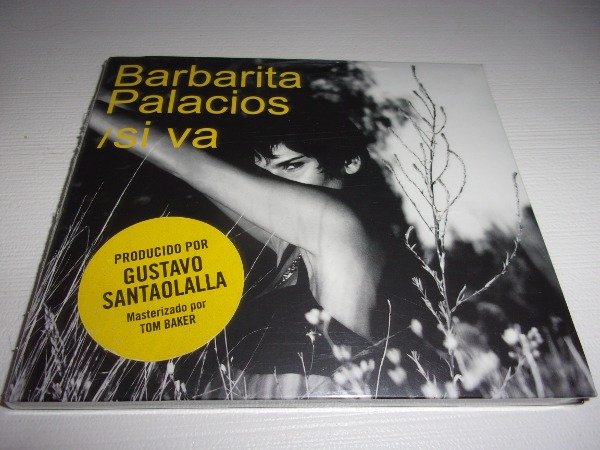 Barbarita
Palacios
/si va
PRODUCIDO POR
GUSTAVO
SANTAOLALLA
Masterizado por
TOM BAKER